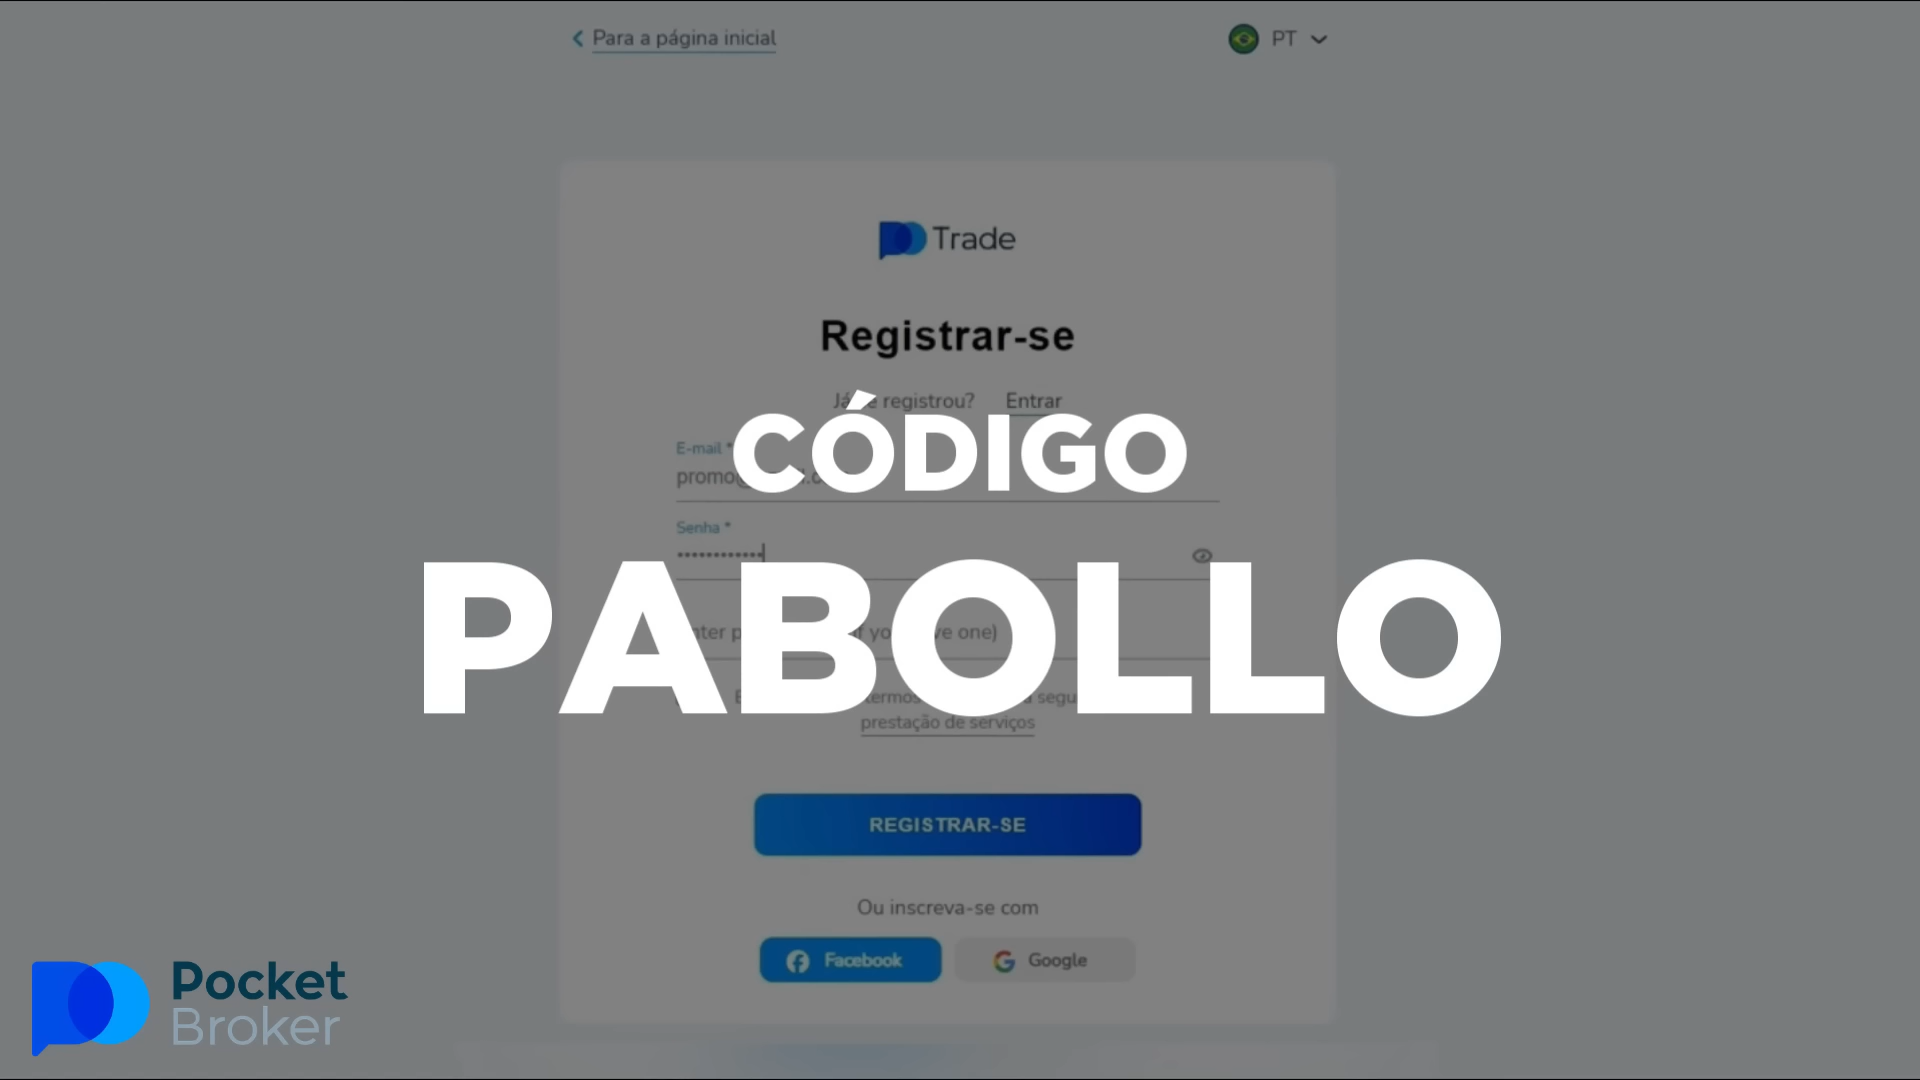 Para a página inicial
PT
Trade
Registrar-se
registrou? Entrar
CÓDIGO
E-mail *
Senha *
PABOLLO
one)
prestação de serviços
REGISTRAR-SE
Ou inscreva-se com
Facebook
Google
Pocket
Broker